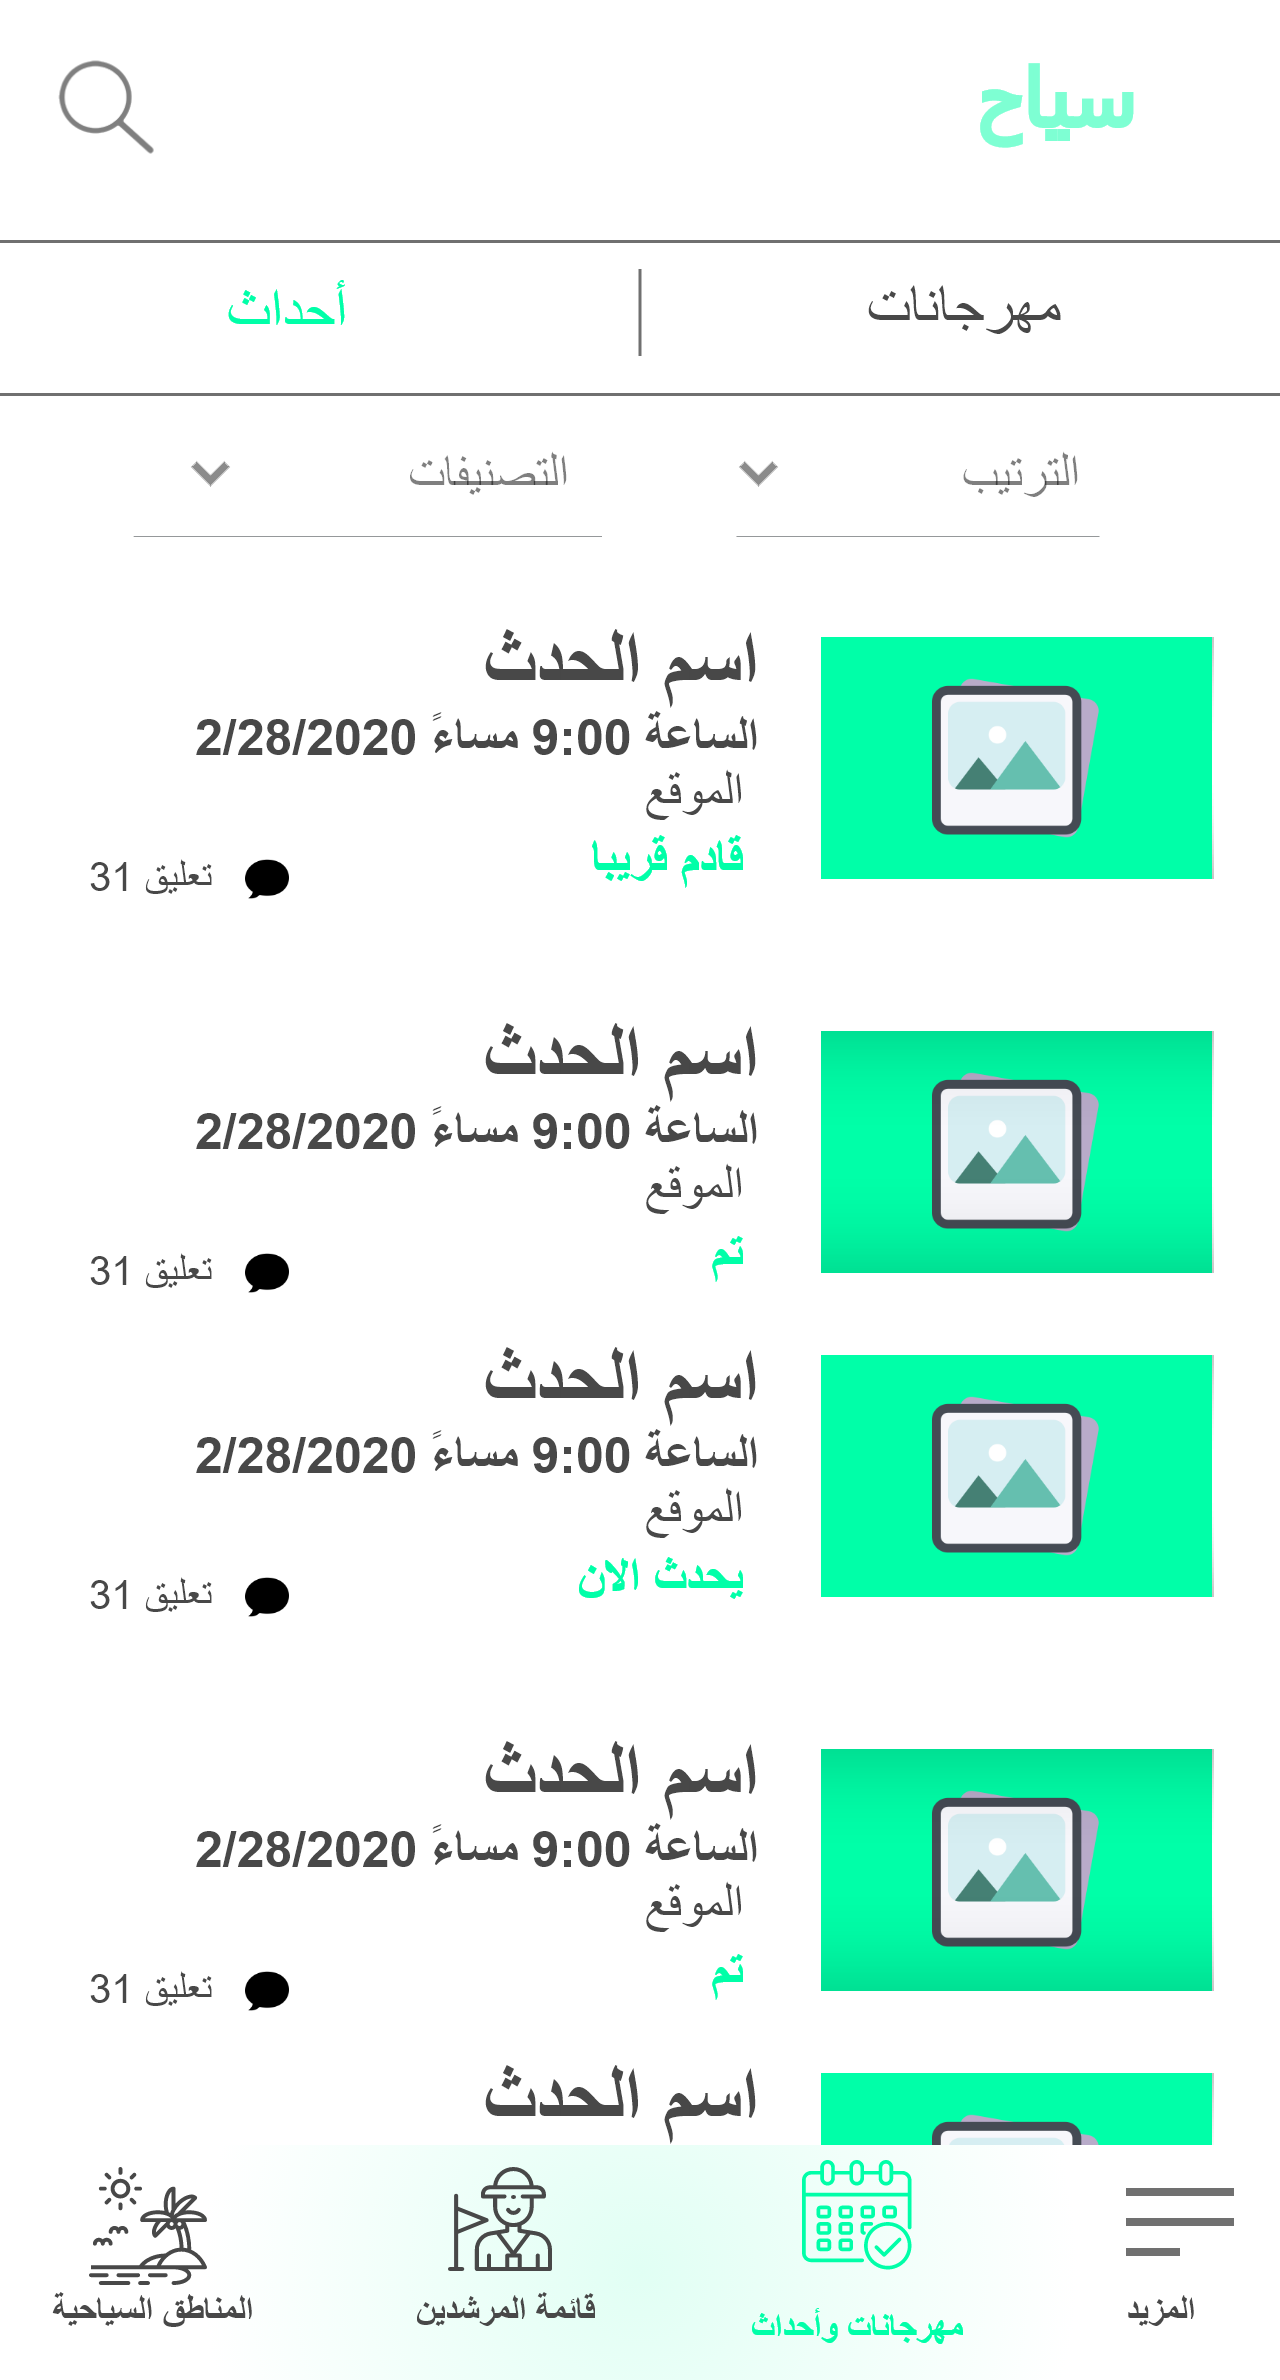 سياح
مهرجانات
أحداث
الترتيب
التصنيفات
اسم الحدث
الساعة 9:00 مساءً 2/28/2020
الموقع
قادم قريبا
31 تعليق
اسم الحدث
الساعة 9:00 مساءً 2/28/2020
الموقع
تم
31 تعليق
اسم الحدث
الساعة 9:00 مساءً 2/28/2020
الموقع
يحدث الان
31 تعليق
اسم الحدث
الساعة 9:00 مساءً 2/28/2020
الموقع
تم
31 تعليق
اسم الحدث
المزيد
مهرجانات وأحداث
قائمة المرشدين
المناطق السياحية